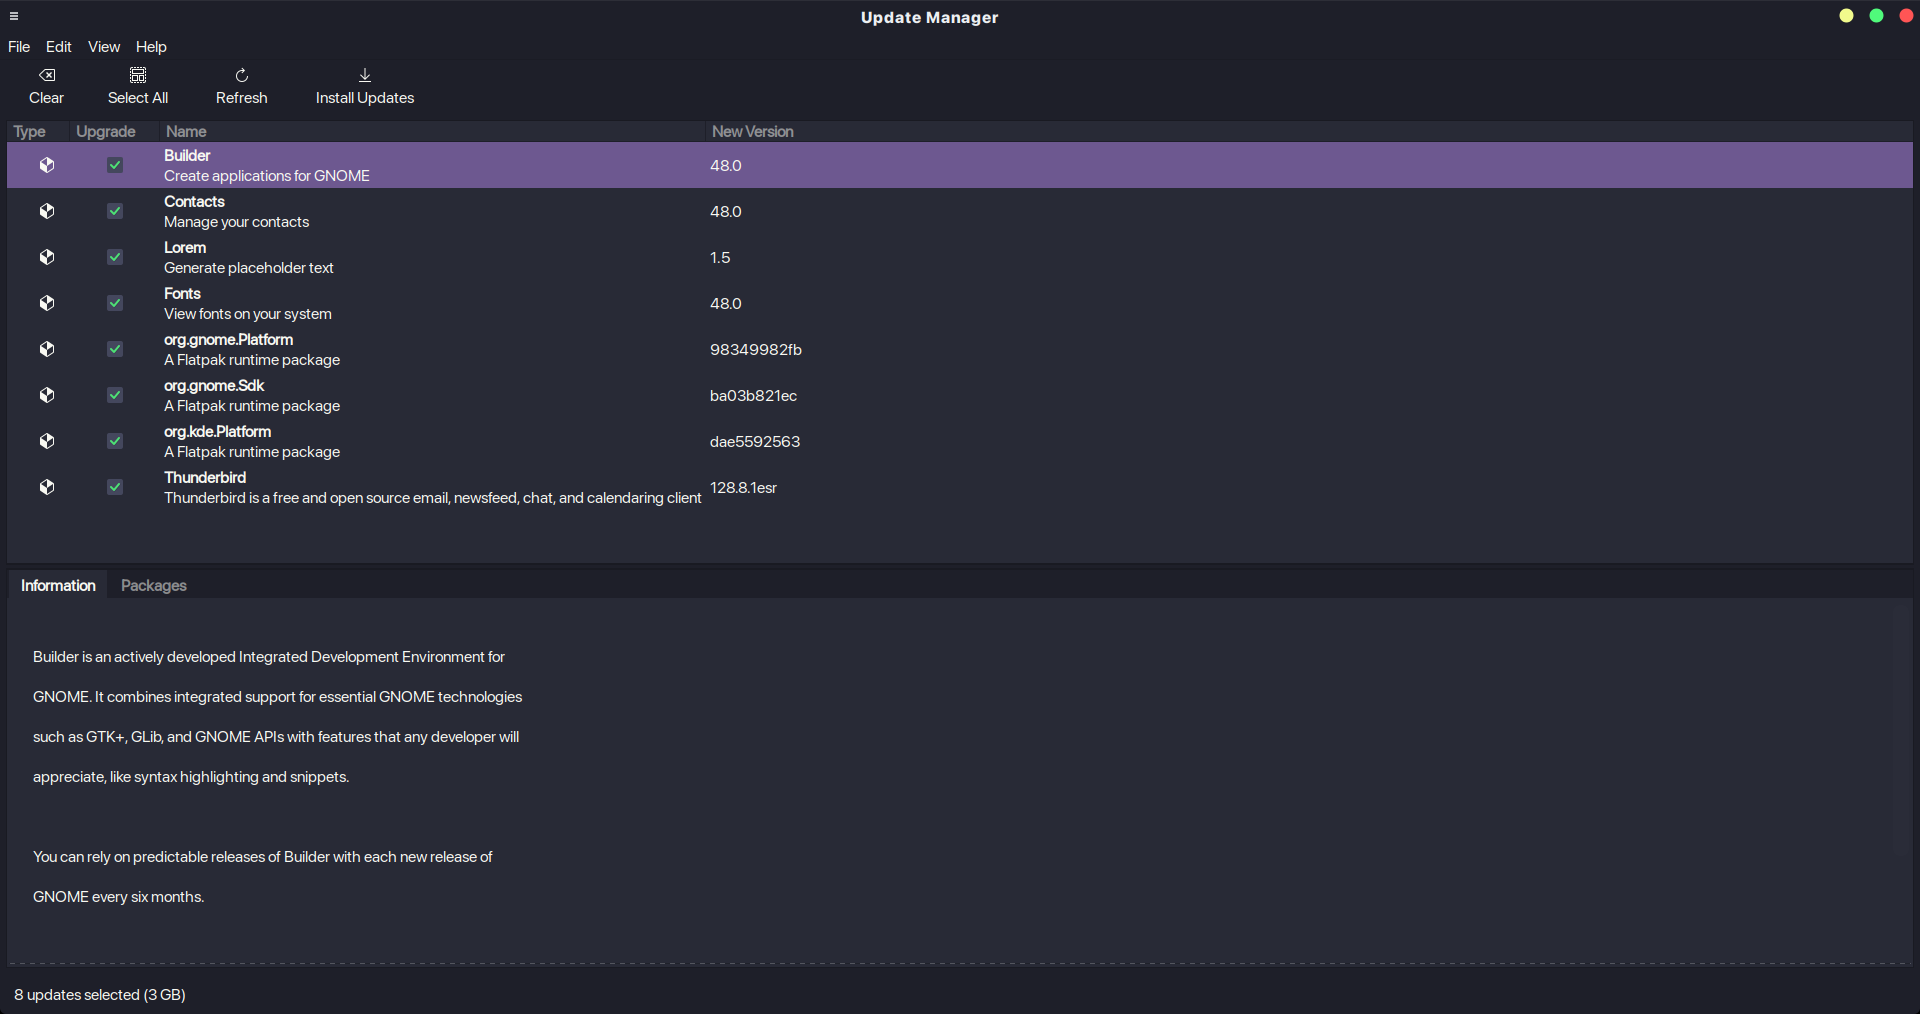 Update Manager
File Edit View Help
Clear Select All Refresh Install Updates
Type Upgrade Name New Version
Builder
Create applications for GNOME 48.0
Contacts
Manage your contacts 48.0
Lorem
Generate placeholder text 1.5
Fonts
View fonts on your system 48.0
org.gnome.Platform
A Flatpak runtime package 98349982fb
org.gnome.Sdk
A Flatpak runtime package ba03b821ec
org.kde.Platform
A Flatpak runtime package dae5592563
Thunderbird
Thunderbird is a free and open source email, newsfeed, chat, and calendaring client 128.8.1esr
Information Packages
Builder is an actively developed Integrated Development Environment for
GNOME. It combines integrated support for essential GNOME technologies
such as GTK+, GLib, and GNOME APIs with features that any developer will
appreciate, like syntax highlighting and snippets.
You can rely on predictable releases of Builder with each new release of
GNOME every six months.
8 updates selected (3 GB)